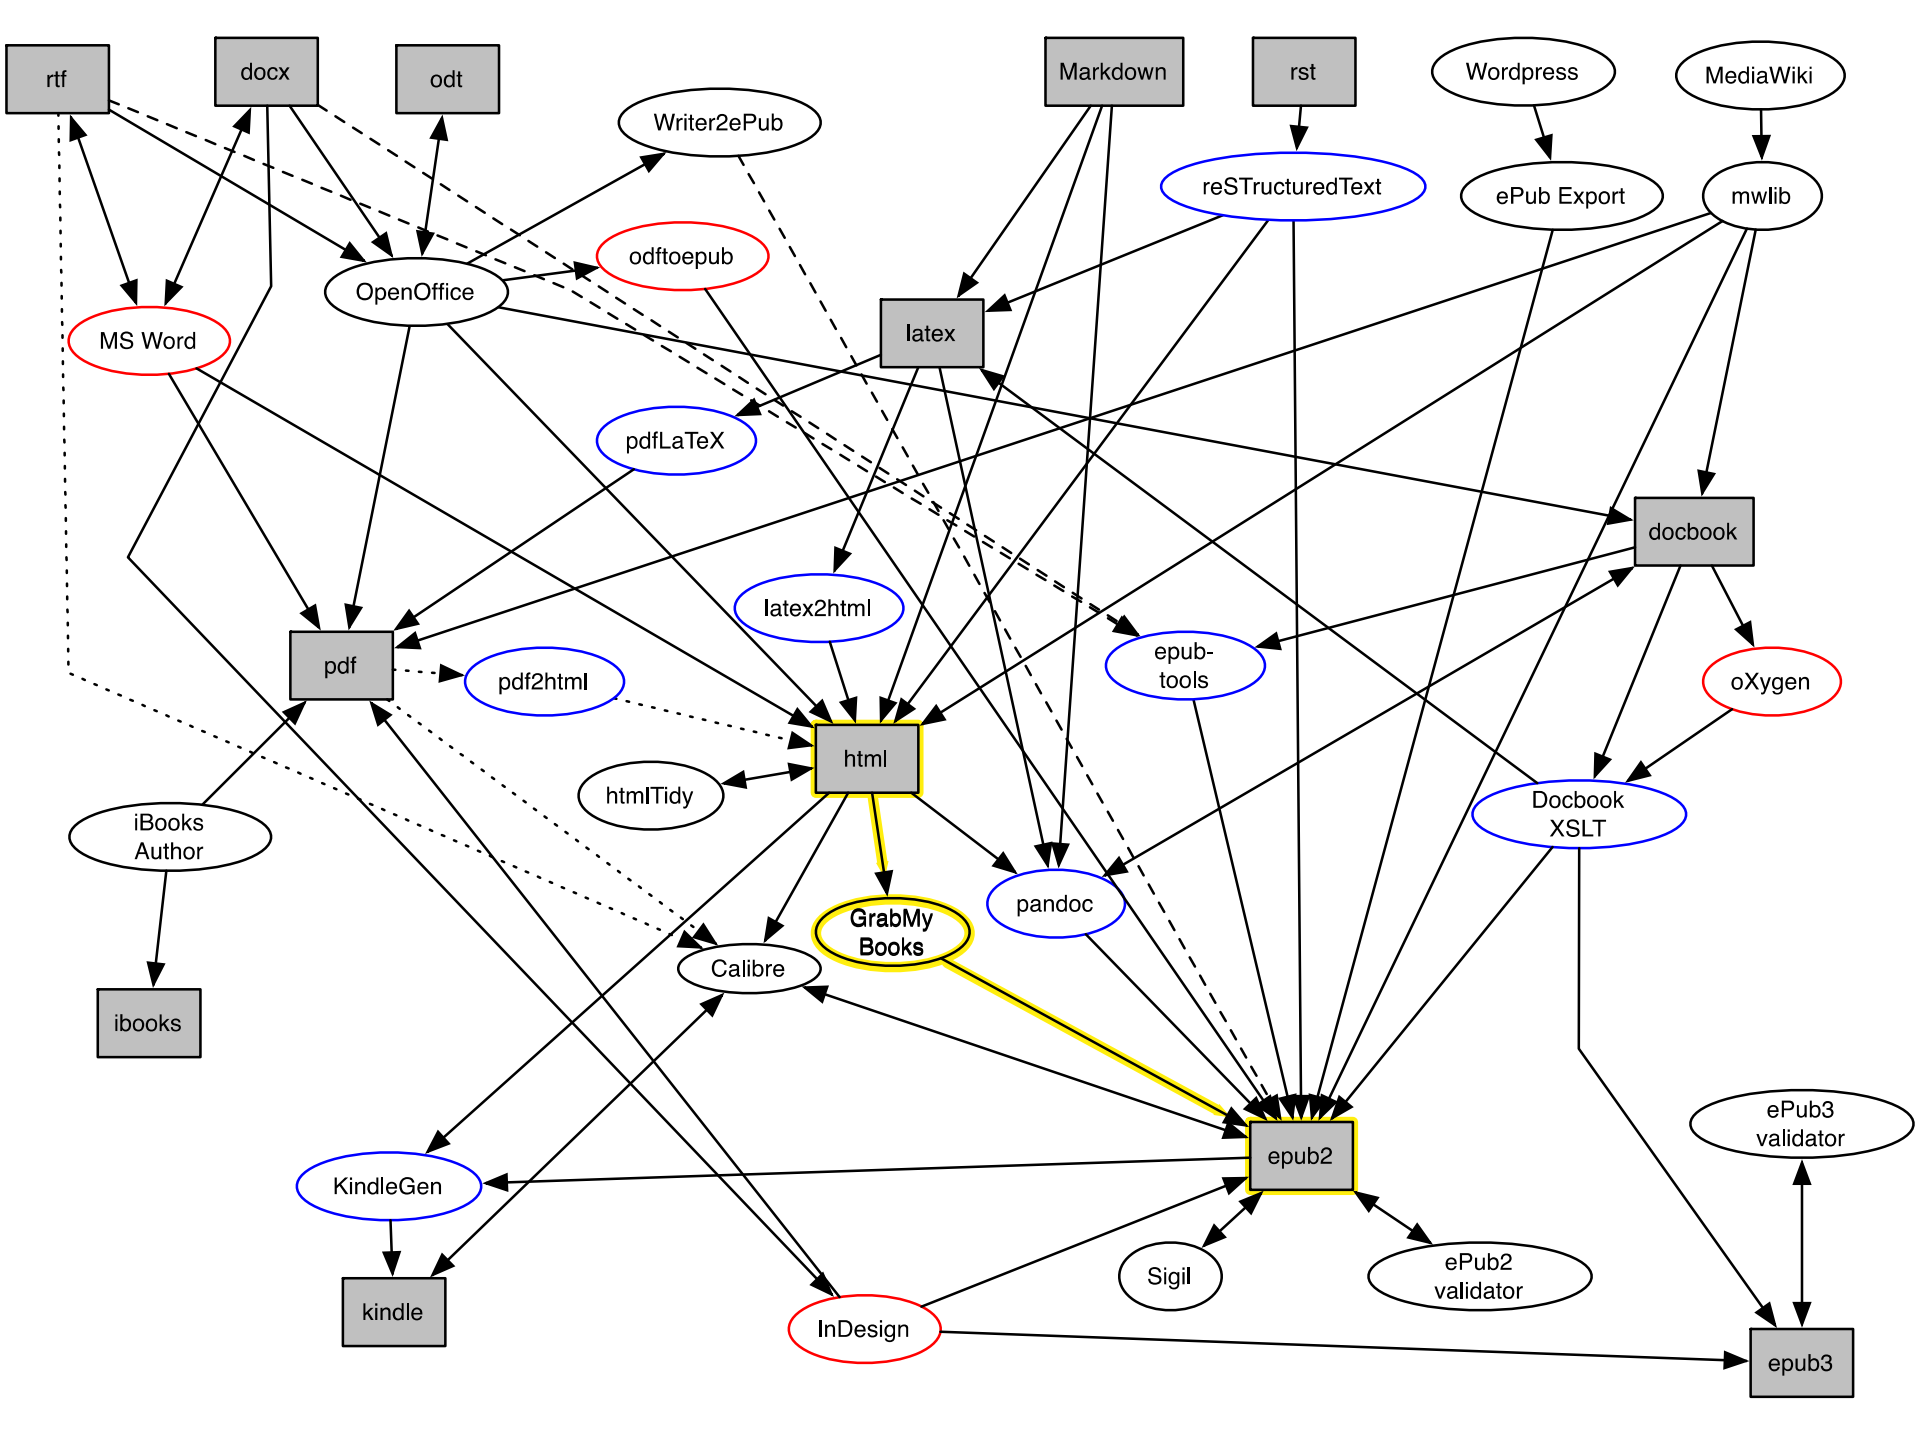 rtf
docx
odt
Markdown
rst
Wordpress
MediaWiki
Writer2ePub
reSTructuredText
ePub Export
mwlib
odftoepub
OpenOffice
MS Word
latex
pdfLaTeX
docbook
latex2html
epub-
tools
pdf
pdf2html
oXygen
html
htmlTidy
iBooks
Author
Docbook
XSLT
pandoc
GrabMy
Books
Calibre
ibooks
ePub3
validator
epub2
KindleGen
Sigil
ePub2
validator
kindle
InDesign
epub3